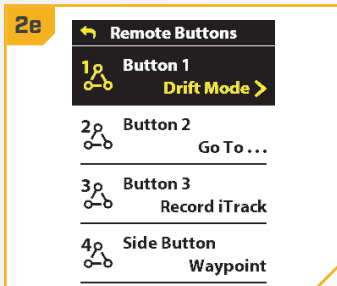 2e
Remote Buttons
1 Button 1
Drift Mode >
2 Button 2
Go To ...
3 Button 3
Record iTrack
4 Side Button
Waypoint